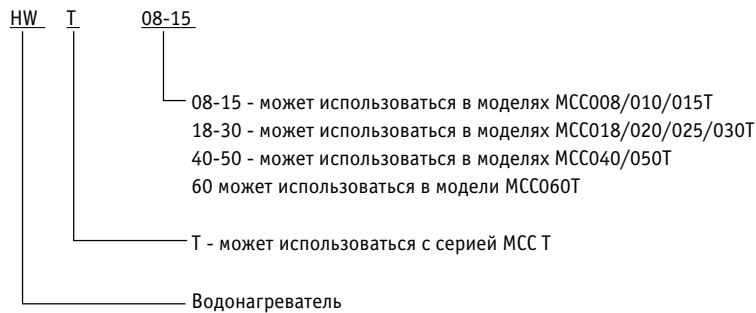 HW T 08-15
08-15 - может использоваться в моделях MCC008/010/015T
18-30 - может использоваться в моделях MCC018/020/025/030T
40-50 - может использоваться в моделях MCC040/050T
60 может использоваться в модели MCC060T
Т - может использоваться с серией MCC T
Водонагреватель